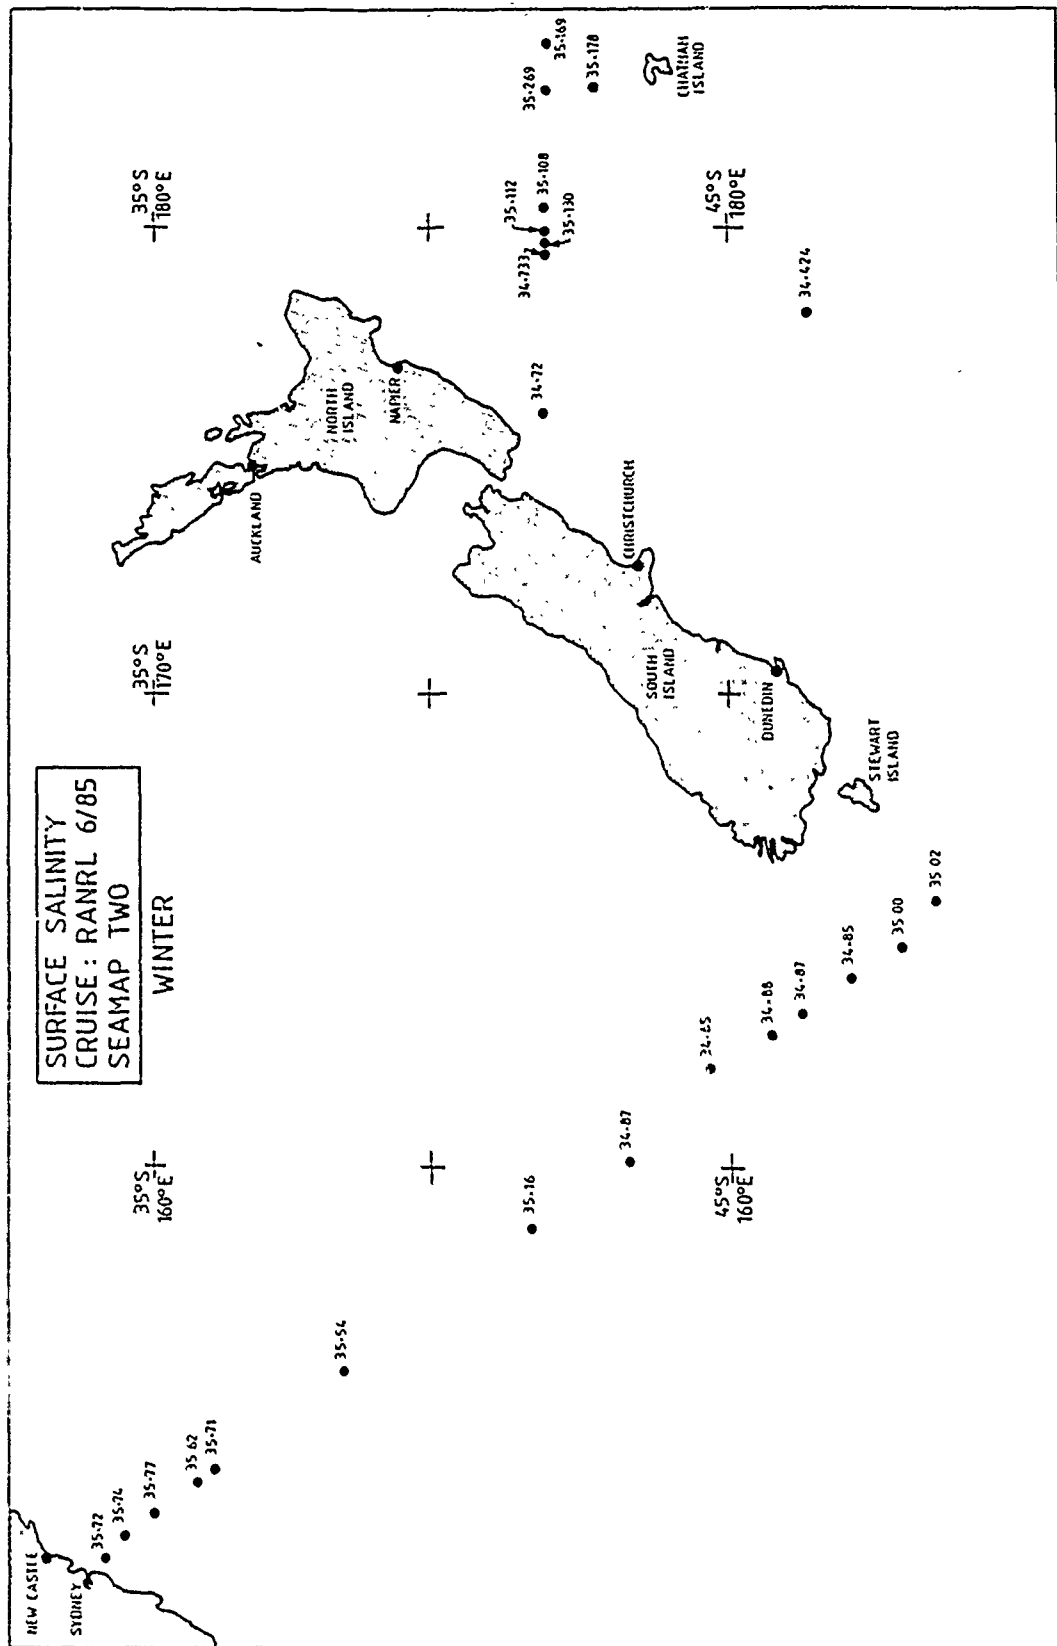 SURFACE SALINITY
CRUISE : RANRL 6/85
SEAMAP TWO
WINTER
NEW CASTLE
SYDNEY
35·72
35·74
35·77
35 62
35·71
35·54
35·16
34·87
34·88
34·87
34·85
35 00
35 02
35°S
160°E
45°S
160°E
35°S
170°E
35°S
180°E
45°S
180°E
AUCKLAND
NORTH
ISLAND
NAPIER
SOUTH
ISLAND
CHRISTCHURCH
DUNEDIN
STEWART
ISLAND
34·72
34·733
35·112
35·108
35·130
35·269
35·169
35·178
CHATHAM
ISLAND
34·424